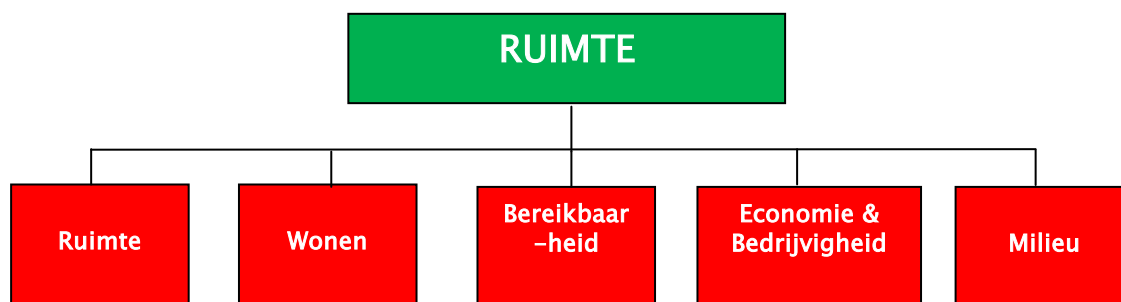 RUIMTE
Ruimte
Wonen
Bereikbaar
-heid
Economie &
Bedrijvigheid
Milieu